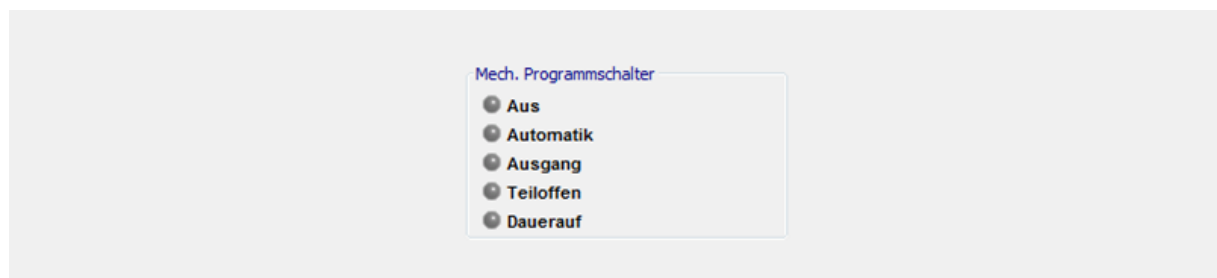 Mech. Programmschalter
Aus
Automatik
Ausgang
Teiloffen
Dauerauf